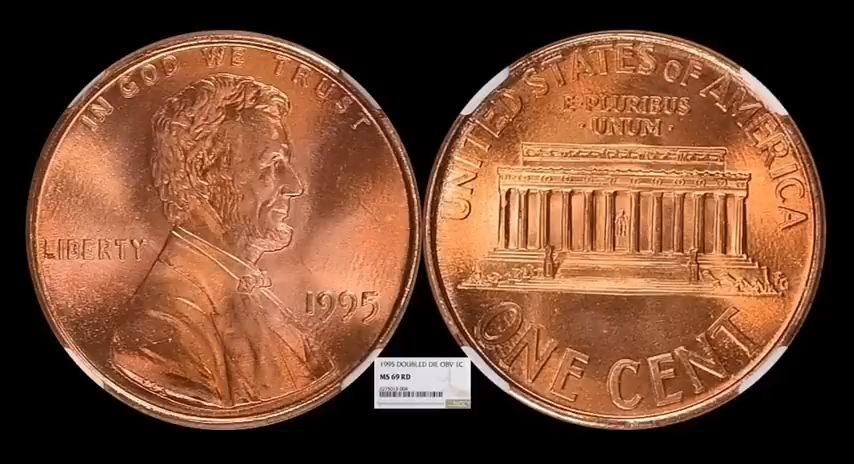 IN GOD WE TRUST
LIBERTY
1995
UNITED STATES OF AMERICA
E·PLURIBUS
·UNUM·
ONE CENT
1995 DOUBLED DIE OBV 1C
MS 69 RD